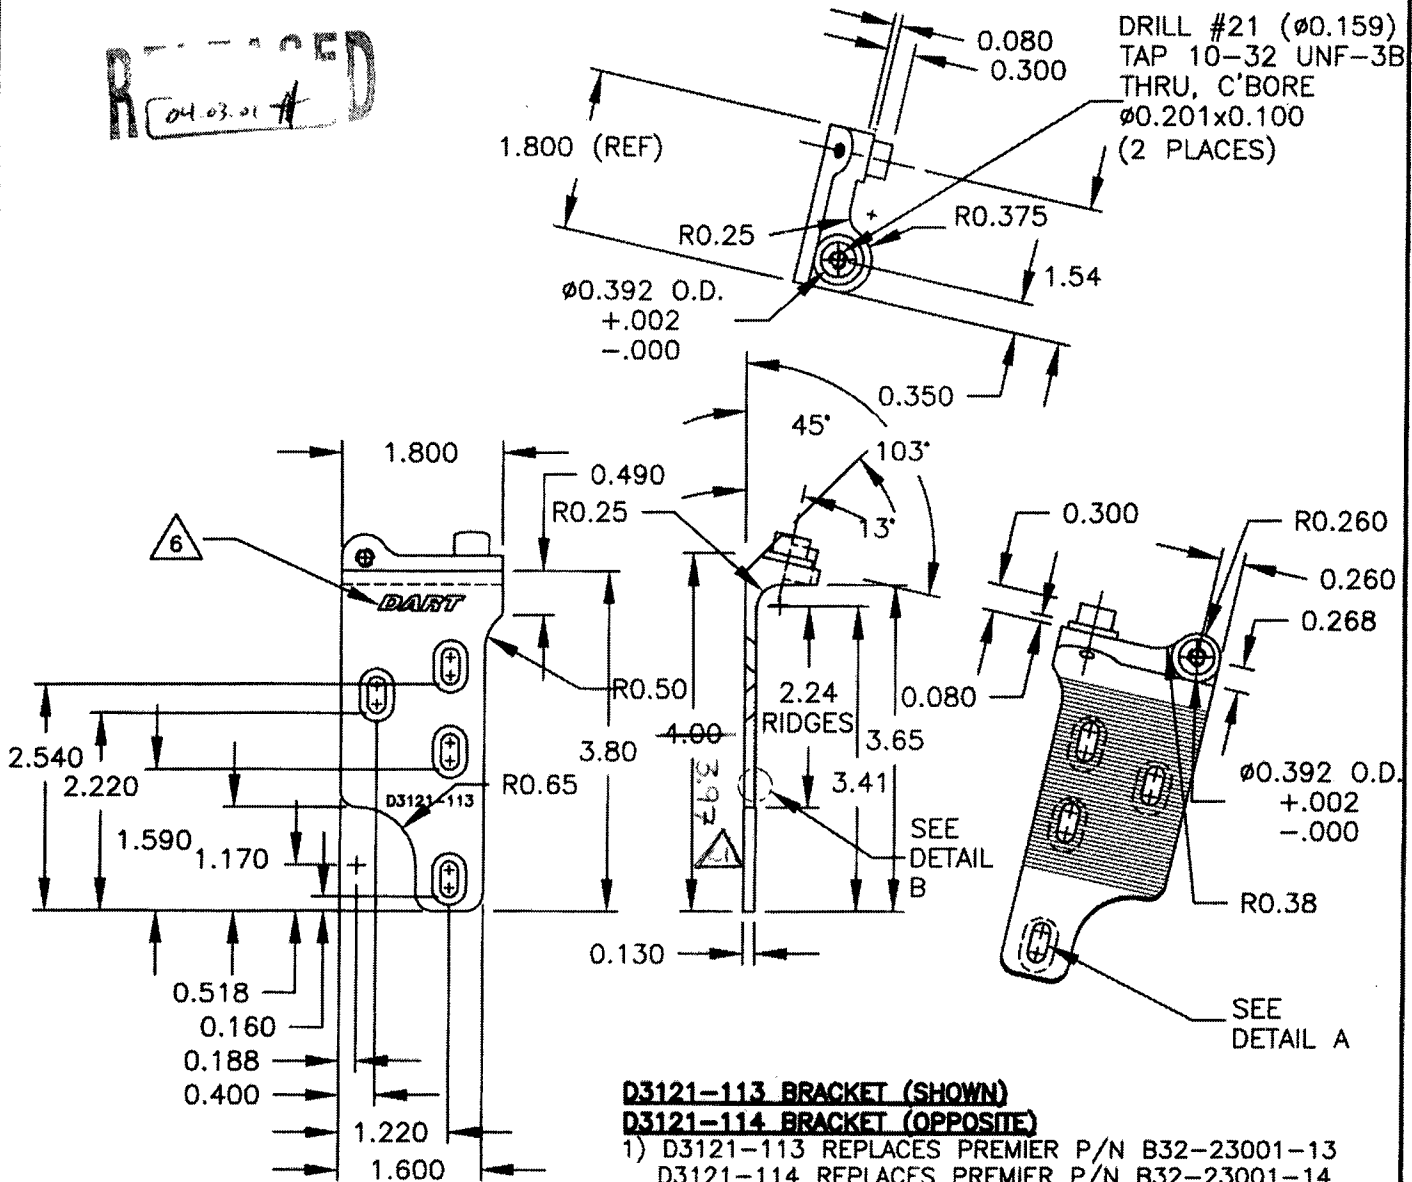 04.03.01
0.080
0.300
DRILL #21 (ø0.159)
TAP 10-32 UNF-3B
THRU, C'BORE
ø0.201x0.100
(2 PLACES)
1.800 (REF)
R0.25
R0.375
1.54
ø0.392 O.D.
+.002
-.000
0.350
45°
103°
13°
1.800
0.490
R0.25
6
DART
0.300
R0.260
0.260
0.268
R0.50
2.24
RIDGES
0.080
4.00
3.97
3.80
3.65
3.41
2.540
2.220
1.590
1.170
D3121-113
R0.65
ø0.392 O.D.
+.002
-.000
SEE
DETAIL
B
R0.38
0.130
0.518
0.160
0.188
0.400
1.220
1.600
SEE
DETAIL A
D3121-113 BRACKET (SHOWN)
D3121-114 BRACKET (OPPOSITE)
1) D3121-113 REPLACES PREMIER P/N B32-23001-13
D3121-114 REPLACES PREMIER P/N B32-23001-14